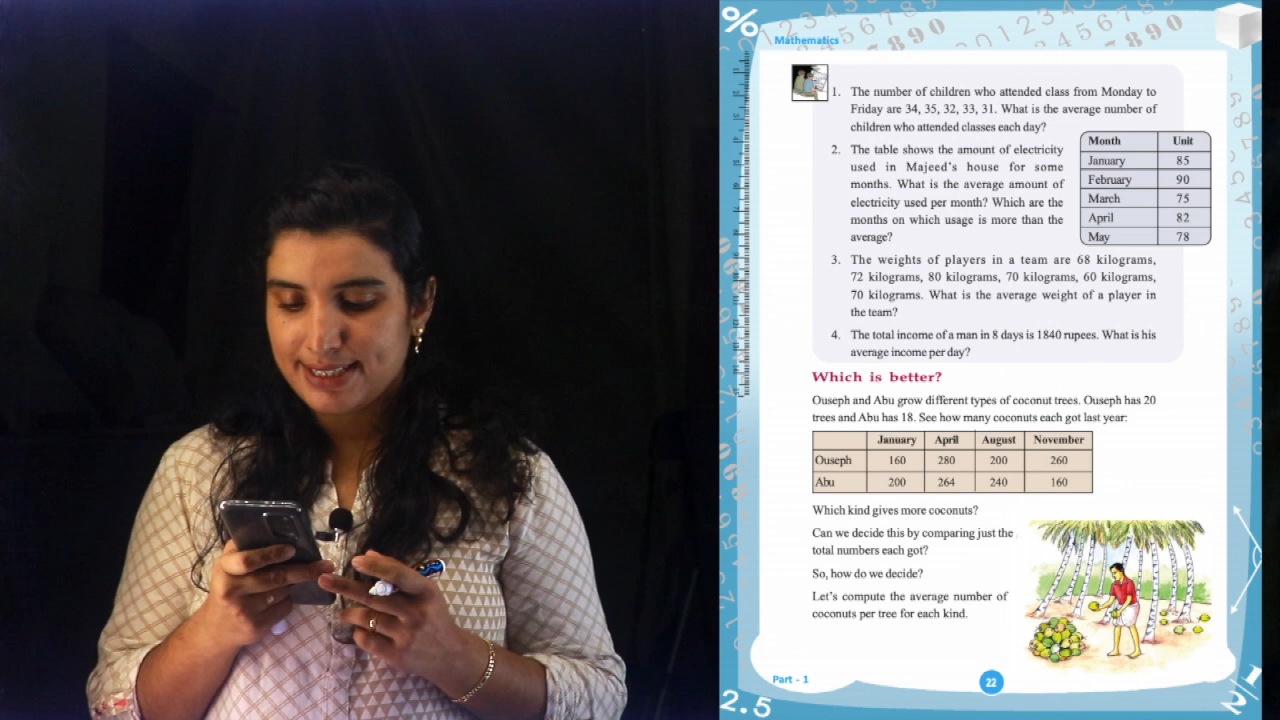 Mathematics
1. The number of children who attended class from Monday to
Friday are 34, 35, 32, 33, 31. What is the average number of
children who attended classes each day?
2. The table shows the amount of electricity
used in Majeed's house for some
months. What is the average amount of
electricity used per month? Which are the
months on which usage is more than the
average?
Month Unit
January 85
February 90
March 75
April 82
May 78
3. The weights of players in a team are 68 kilograms,
72 kilograms, 80 kilograms, 70 kilograms, 60 kilograms,
70 kilograms. What is the average weight of a player in
the team?
4. The total income of a man in 8 days is 1840 rupees. What is his
average income per day?
Which is better?
Ouseph and Abu grow different types of coconut trees. Ouseph has 20
trees and Abu has 18. See how many coconuts each got last year:
January April August November
Ouseph 160 280 200 260
Abu 200 264 240 160
Which kind gives more coconuts?
Can we decide this by comparing just the
total numbers each got?
So, how do we decide?
Let's compute the average number of
coconuts per tree for each kind.
Part - 1
22
%
2.5
1/2